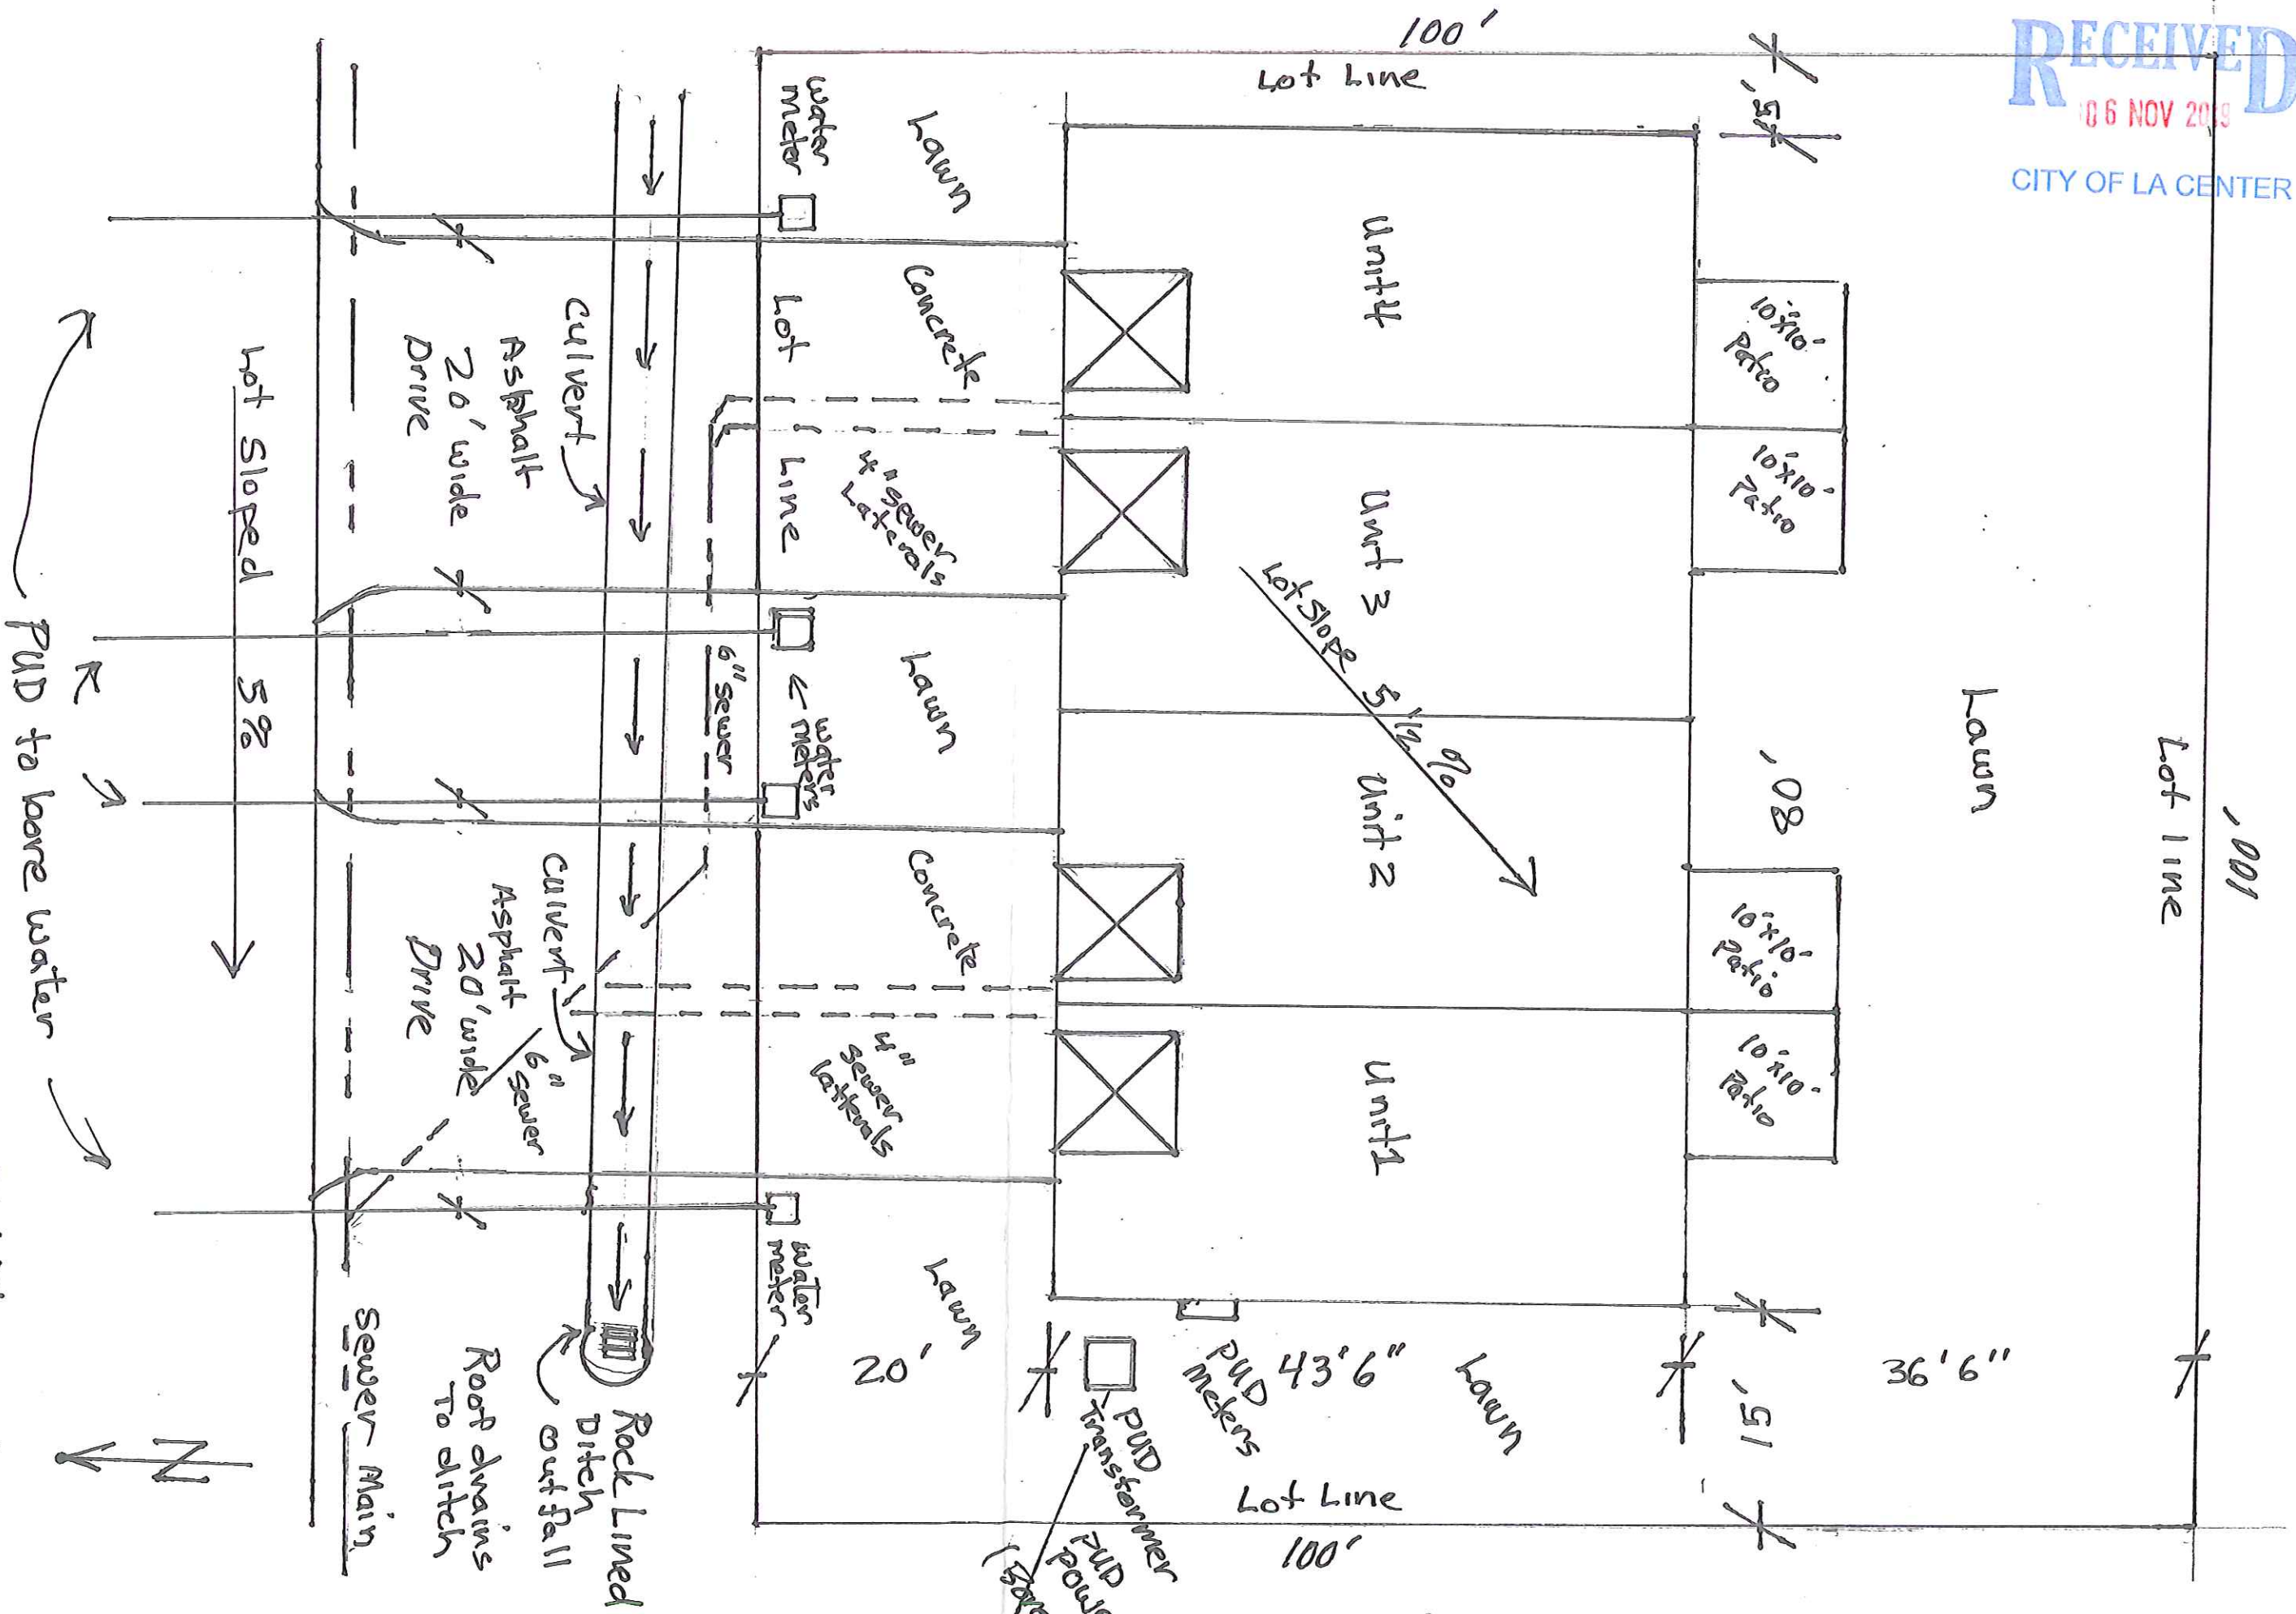 RECEIVED
06 NOV 2019
CITY OF LA CENTER
100'
Lot Line
5'
water
meter
Lawn
Unit 4
10'x10'
Patio
Concrete
Lot
Line
Culvert
Asphalt
20' wide
Drive
4" sewer
Laterals
Unit 3
10'x10'
Patio
Lot Sloped 5%
Lot Slope 5 1/2 %
6" sewer
water
meters
Lawn
80'
Lawn
Lot line
100'
Unit 2
10'x10'
Patio
Concrete
Culvert
Asphalt
20' wide
Drive
6"
sewer
4"
sewer
latterals
Unit 1
10'x10'
Patio
PUD to boare water
water
meter
Lawn
20'
PUD
meters
43'6"
Lawn
15'
36'6"
PUD
Transformer
PUD
Lot Line
100'
Rock Lined
Ditch
outfall
Roof drains
To ditch
Sewer Main
N